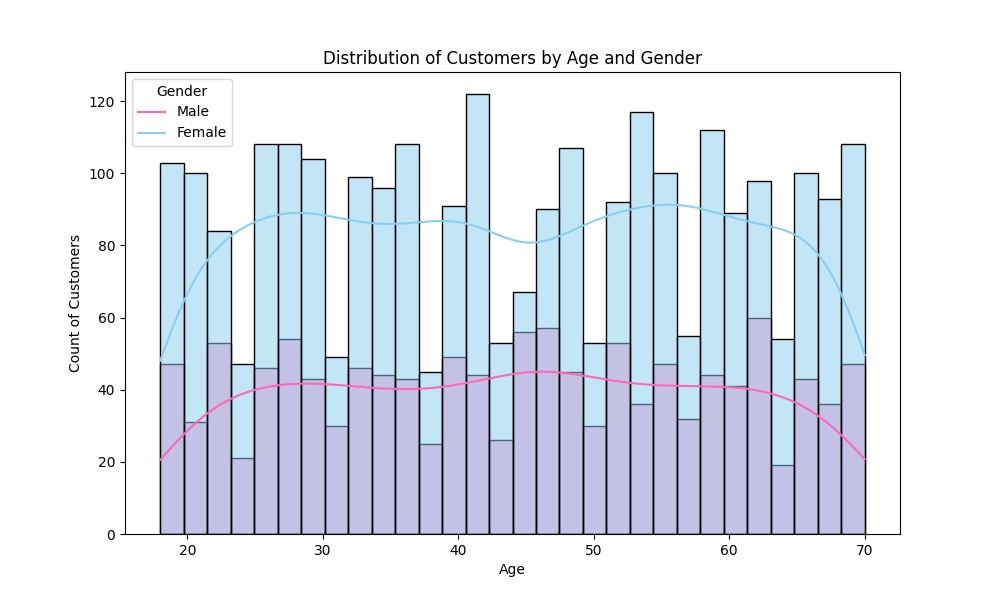 Distribution of Customers by Age and Gender
Gender
Male
Female
Count of Customers
120
100
80
60
40
20
0
20 30 40 50 60 70
Age